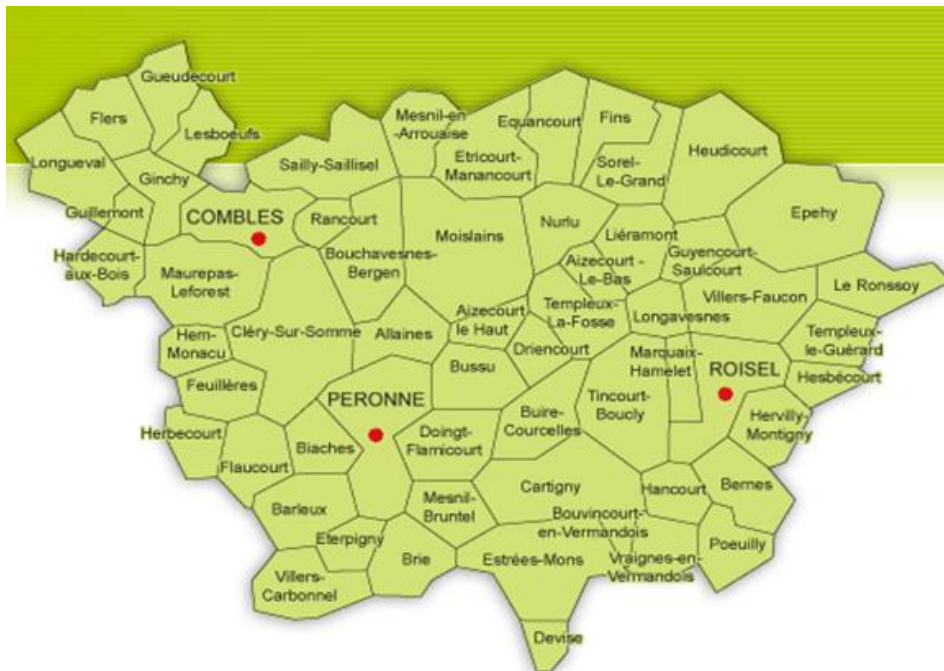 Gueudecourt
Flers
Lesboeufs
Longueval
Ginchy
Guillemont
Hardecourt-
aux-Bois
COMBLES
Sailly-Saillisel
Rancourt
Mesnil-en
-Arrouaise
Equancourt
Etricourt-
Manancourt
Fins
Sorel-
Le-Grand
Heudicourt
Epehy
Maurepas-
Leforest
Bouchavesnes-
Bergen
Moislains
Nurlu
Liéramont
Aizecourt -
Le-Bas
Guyencourt-
Saulcourt
Le Ronssoy
Hem-
Monacu
Cléry-Sur-Somme
Allaines
Aizecourt
le Haut
Templeux-
La-Fosse
Longavesnes
Villers-Faucon
Templeux-
le-Guérard
Feuillères
Bussu
Driencourt
Marquaix-
Hamelet
ROISEL
Hesbécourt
PERONNE
Tincourt-
Boucly
Herbecourt
Flaucourt
Biaches
Doingt-
Flamicourt
Buire-
Courcelles
Hervilly-
Montigny
Barleux
Mesnil-
Bruntel
Cartigny
Hancourt
Bernes
Eterpigny
Brie
Bouvincourt-
en-Vermandois
Poeuilly
Villers-
Carbonnel
Estrées-Mons
Vraignes-en-
Vermandois
Devise